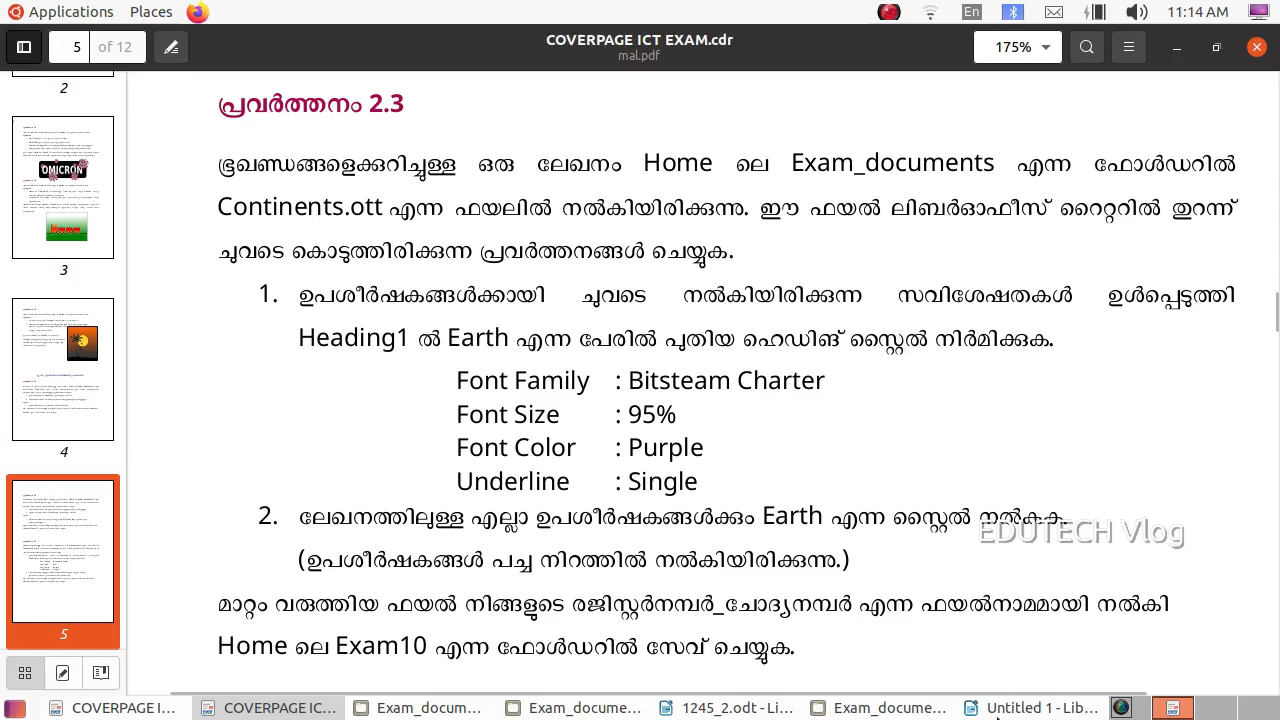 Applications Places En 11:14 AM
5 of 12 COVERPAGE ICT EXAM.cdr 175%
mal.pdf
2
OMICRON
3
4
5
പ്രവർത്തനം 2.3
ഭൂഖണ്ഡങ്ങളെക്കുറിച്ചുള്ള ഒരു ലേഖനം Home ലെ Exam_documents എന്ന ഫോൾഡറിൽ
Continents.ott എന്ന ഫയലിൽ നൽകിയിരിക്കുന്നു. ഈ ഫയൽ ലിബർഓഫീസ് റൈറ്ററിൽ തുറന്ന്
ചുവടെ കൊടുത്തിരിക്കുന്ന പ്രവർത്തനങ്ങൾ ചെയ്യുക.
1. ഉപശീർഷകങ്ങൾക്കായി ചുവടെ നൽകിയിരിക്കുന്ന സവിശേഷതകൾ ഉൾപ്പെടുത്തി
Heading1 ൽ Earth എന്ന പേരിൽ പുതിയ ഹെഡിങ് സ്റ്റൈൽ നിർമിക്കുക.
Font Family : Bitsteam Charter
Font Size : 95%
Font Color : Purple
Underline : Single
2. ലേഖനത്തിലുള്ള എല്ലാ ഉപശീർഷകങ്ങൾക്കും Earth എന്ന സ്റ്റൈൽ നൽകുക.
EDUTECH Vlog
(ഉപശീർഷകങ്ങൾ പച്ച നിറത്തിൽ നൽകിയിരിക്കുന്നു.)
മാറ്റം വരുത്തിയ ഫയൽ നിങ്ങളുടെ രജിസ്റ്റർനമ്പർ_ചോദ്യനമ്പർ എന്ന ഫയൽനാമമായി നൽകി
Home ലെ Exam10 എന്ന ഫോൾഡറിൽ സേവ് ചെയ്യുക.
COVERPAGE I... COVERPAGE IC... Exam_docum... Exam_docume... 1245_2.odt - Li... Exam_docume... Untitled 1 - Lib...